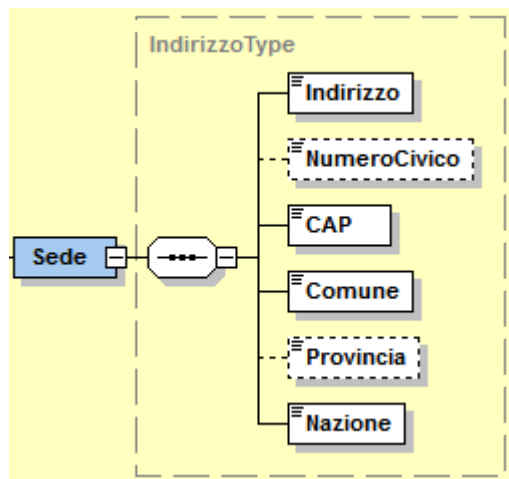 IndirizzoType
Indirizzo
NumeroCivico
CAP
Sede
Comune
Provincia
Nazione